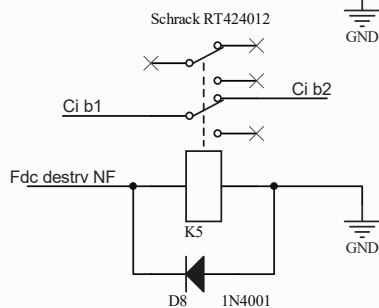 Schrack RT424012
GND
Ci b2
Ci b1
Fdc destrv NF
K5
GND
D8 1N4001